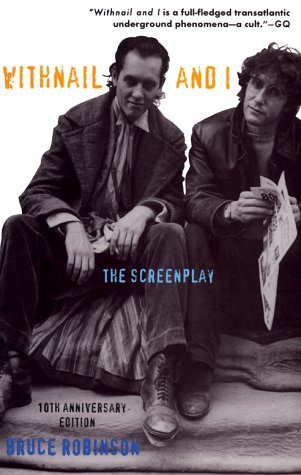 "Withnail and I is a full-fledged transatlantic
underground phenomena—a cult."—GQ
WITHNAIL AND I
THE SCREENPLAY
10TH ANNIVERSARY
EDITION
BRUCE ROBINSON